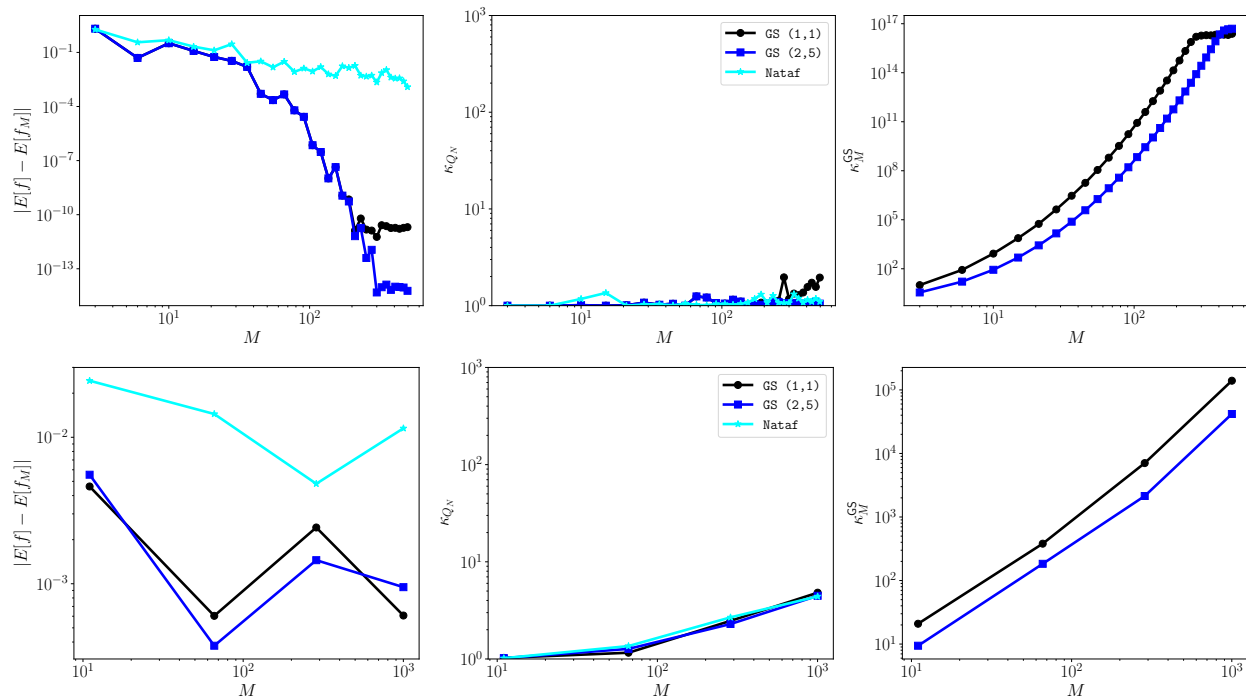 |E[f] − E[f_M]|
10^{-1}
10^{-4}
10^{-7}
10^{-10}
10^{-13}
10^1
10^2
M
κ_{Q_N}
10^3
10^2
10^1
10^0
10^1
10^2
M
GS (1,1)
GS (2,5)
Nataf
κ_M^{GS}
10^{17}
10^{14}
10^{11}
10^8
10^5
10^2
10^1
10^2
M
|E[f] − E[f_M]|
10^{-2}
10^{-3}
10^1
10^2
10^3
M
κ_{Q_N}
10^3
10^2
10^1
10^0
10^2
10^3
M
GS (1,1)
GS (2,5)
Nataf
κ_M^{GS}
10^5
10^4
10^3
10^2
10^1
10^2
10^3
M